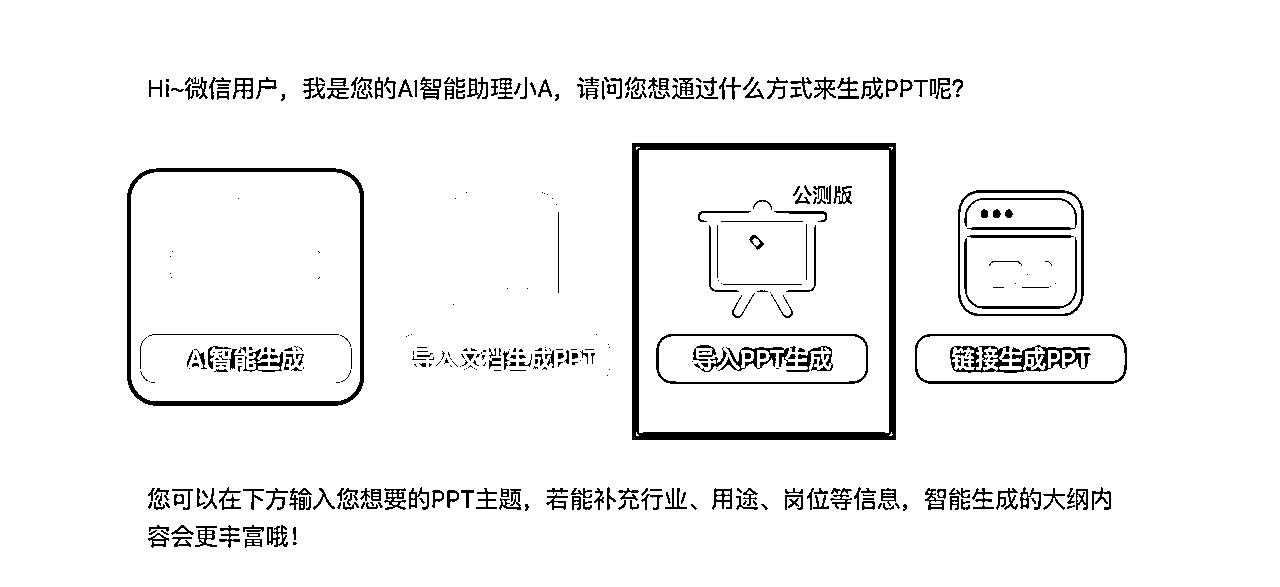 Hi~微信用户，我是您的AI智能助理小A，请问您想通过什么方式来生成PPT呢？
公测版
AI智能生成
导入文档生成PPT
导入PPT生成
链接生成PPT
您可以在下方输入您想要的PPT主题，若能补充行业、用途、岗位等信息，智能生成的大纲内
容会更丰富哦！